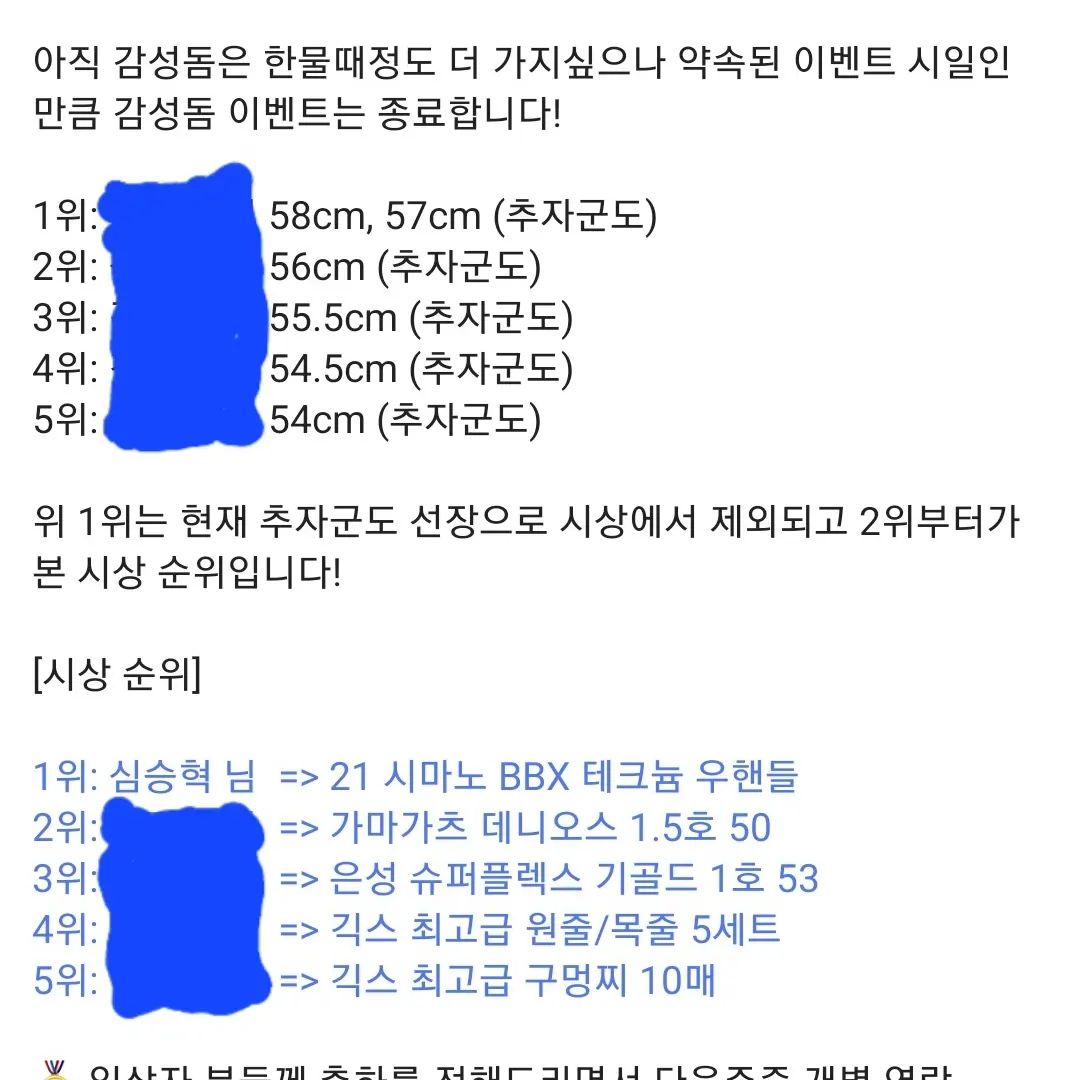 아직 감성돔은 한물때정도 더 가지싶으나 약속된 이벤트 시일인
만큼 감성돔 이벤트는 종료합니다!
1위: 58cm, 57cm (추자군도)
2위: 56cm (추자군도)
3위: 55.5cm (추자군도)
4위: 54.5cm (추자군도)
5위: 54cm (추자군도)
위 1위는 현재 추자군도 선장으로 시상에서 제외되고 2위부터가
본 시상 순위입니다!
[시상 순위]
1위: 심승혁 님 => 21 시마노 BBX 테크늄 우핸들
2위: => 가마가츠 데니오스 1.5호 50
3위: => 은성 슈퍼플렉스 기골드 1호 53
4위: => 긱스 최고급 원줄/목줄 5세트
5위: => 긱스 최고급 구멍찌 10매